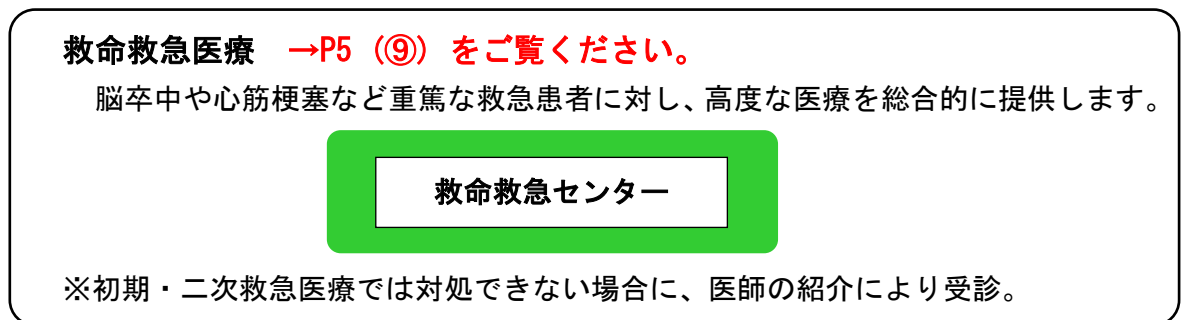 救命救急医療 →P5（⑨）をご覧ください。
脳卒中や心筋梗塞など重篤な救急患者に対し、高度な医療を総合的に提供します。
救命救急センター
※初期・二次救急医療では対処できない場合に、医師の紹介により受診。